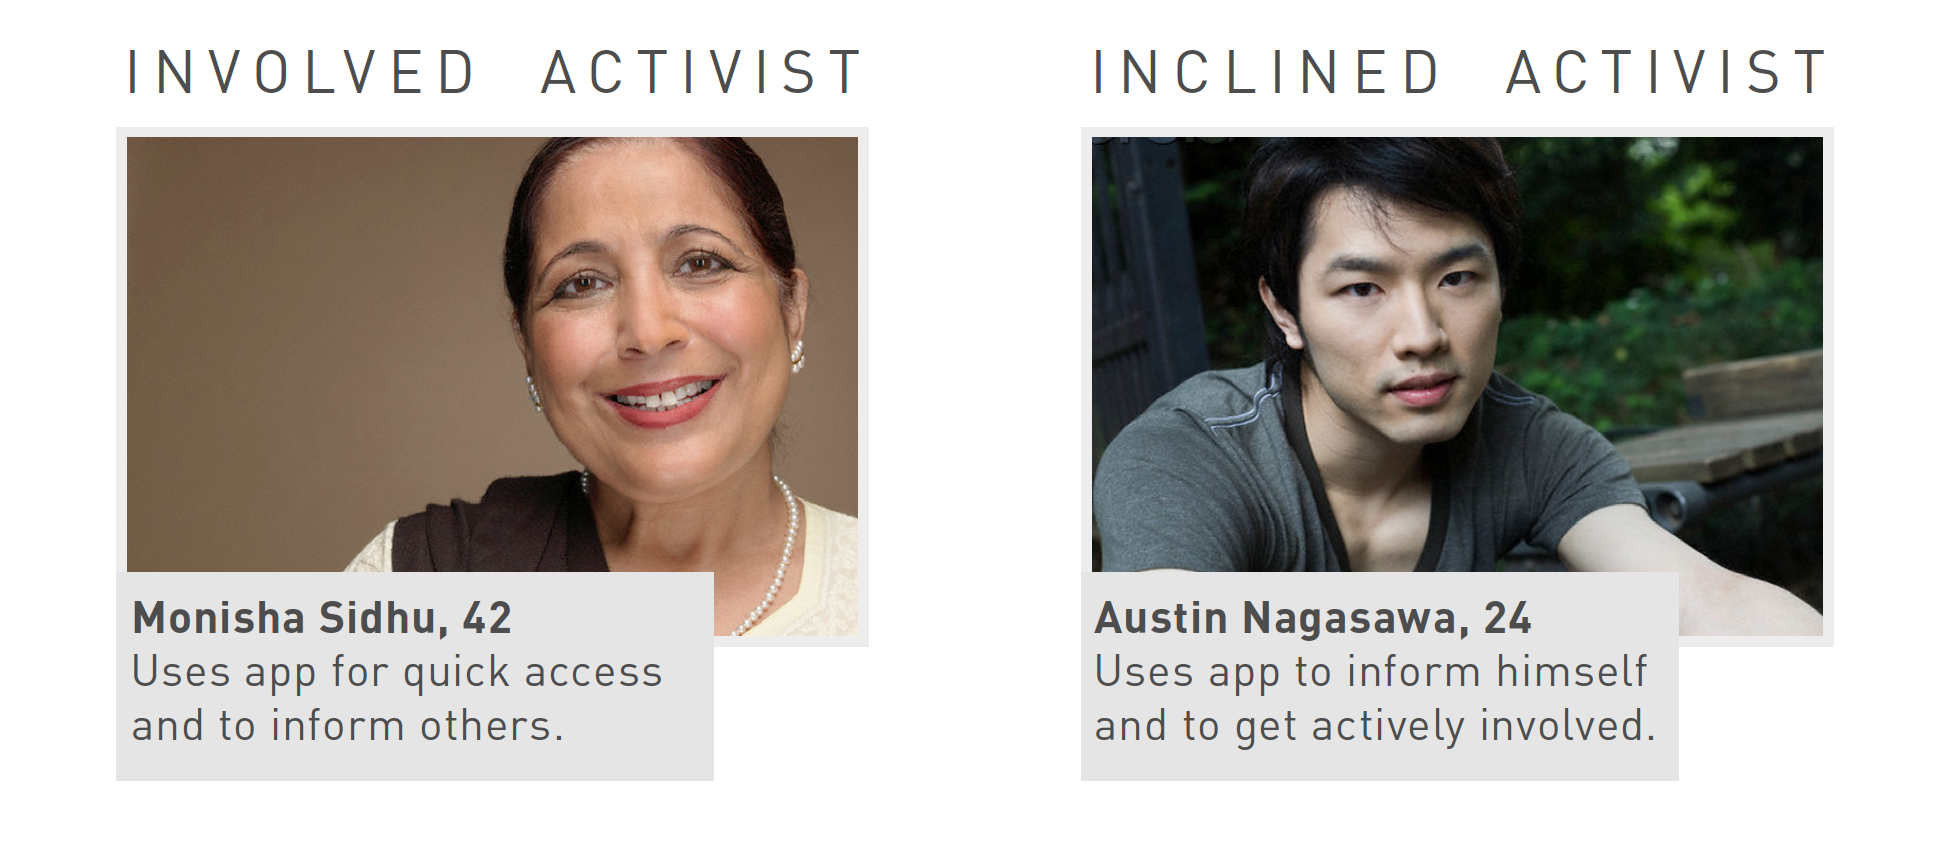 INVOLVED ACTIVIST
Monisha Sidhu, 42
Uses app for quick access
and to inform others.
INCLINED ACTIVIST
Austin Nagasawa, 24
Uses app to inform himself
and to get actively involved.